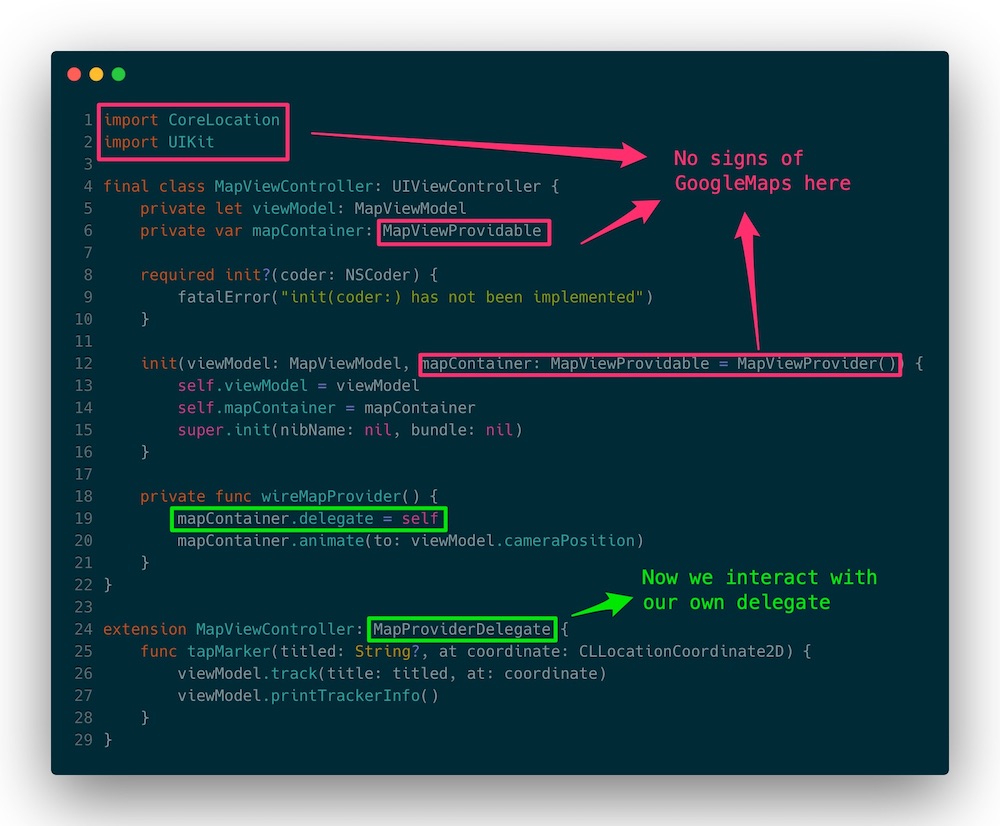 1 import CoreLocation
2 import UIKit
3
4 final class MapViewController: UIViewController {
5     private let viewModel: MapViewModel
6     private var mapContainer: MapViewProvidable
7
8     required init?(coder: NSCoder) {
9         fatalError("init(coder:) has not been implemented")
10     }
11
12     init(viewModel: MapViewModel, mapContainer: MapViewProvidable = MapViewProvider()) {
13         self.viewModel = viewModel
14         self.mapContainer = mapContainer
15         super.init(nibName: nil, bundle: nil)
16     }
17
18     private func wireMapProvider() {
19         mapContainer.delegate = self
20         mapContainer.animate(to: viewModel.cameraPosition)
21     }
22 }
23
24 extension MapViewController: MapProviderDelegate {
25     func tapMarker(titled: String?, at coordinate: CLLocationCoordinate2D) {
26         viewModel.track(title: titled, at: coordinate)
27         viewModel.printTrackerInfo()
28     }
29 }
No signs of
GoogleMaps here
Now we interact with
our own delegate